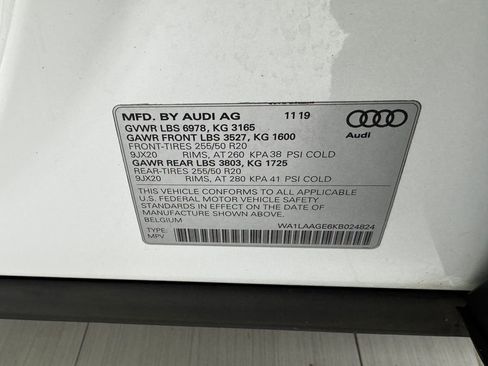 MFD. BY AUDI AG 11 19
GVWR LBS 6978, KG 3165
GAWR FRONT LBS 3527, KG 1600
FRONT-TIRES 255/50 R20
9JX20 RIMS, AT 260 KPA 38 PSI COLD
GAWR REAR LBS 3803, KG 1725
REAR-TIRES 255/50 R20
9JX20 RIMS, AT 280 KPA 41 PSI COLD
THIS VEHICLE CONFORMS TO ALL APPLICABLE
U.S. FEDERAL MOTOR VEHICLE SAFETY
STANDARDS IN EFFECT ON THE DATE OF
MANUFACTURE SHOWN ABOVE.
BELGIUM
TYPE:
MPV
WA1LAAGE6KB024824
Audi